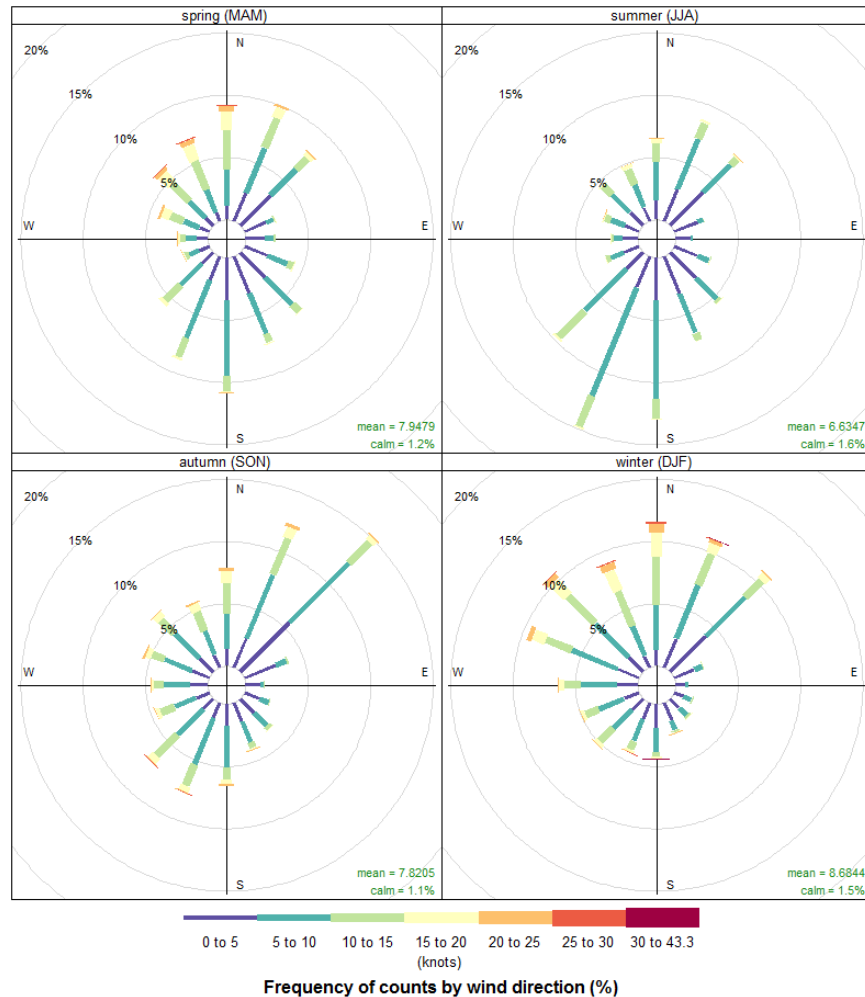 spring (MAM)
summer (JJA)
20%
15%
10%
5%
N
W
E
S
mean = 7.9479
calm = 1.2%
20%
15%
10%
5%
N
W
E
S
mean = 6.6347
calm = 1.6%
autumn (SON)
winter (DJF)
20%
15%
10%
5%
N
W
E
S
mean = 7.8205
calm = 1.1%
20%
15%
10%
5%
N
W
E
S
mean = 8.6844
calm = 1.5%
0 to 5
5 to 10
10 to 15
15 to 20
20 to 25
25 to 30
30 to 43.3
(knots)
Frequency of counts by wind direction (%)